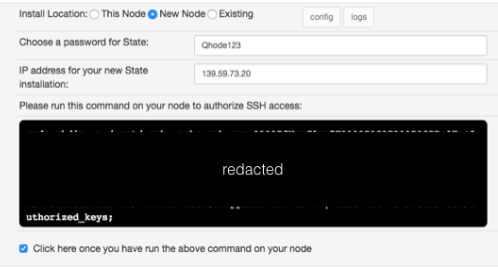 Install Location: This Node New Node Existing config logs
Choose a password for State: Qhode123
IP address for your new State 139.59.73.20
installation:
Please run this command on your node to authorize SSH access:
redacted
uthorized_keys;
Click here once you have run the above command on your node